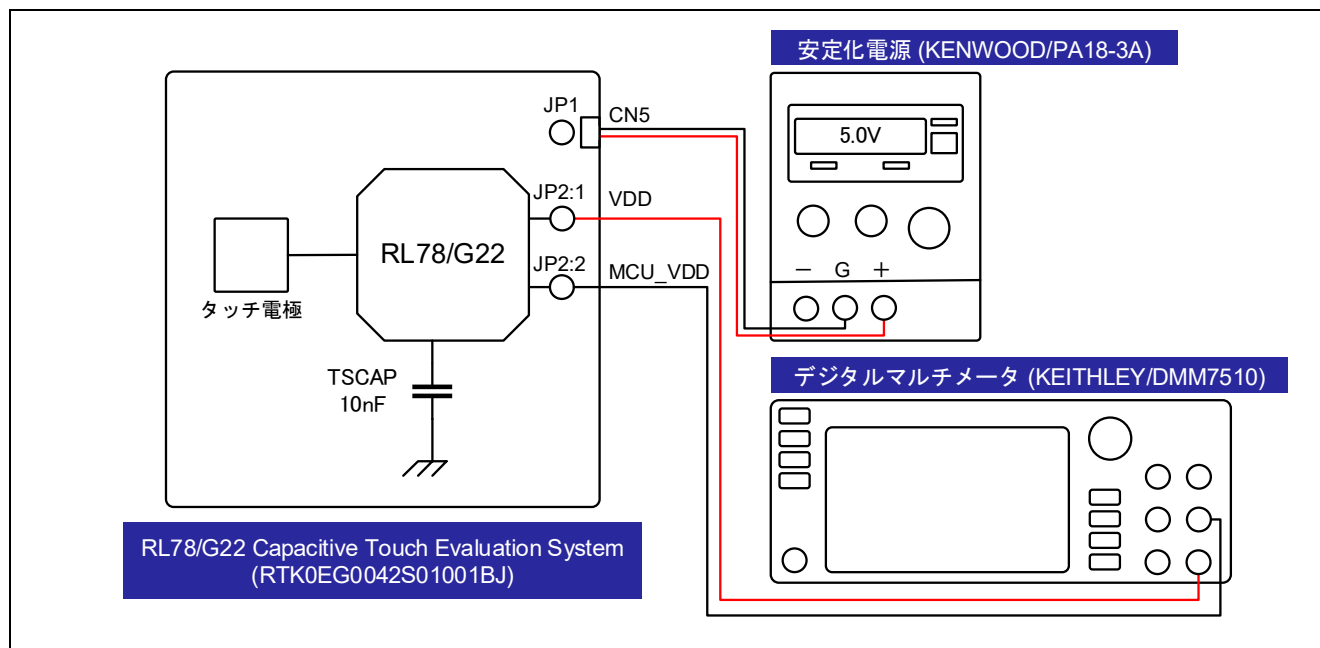 安定化電源 (KENWOOD/PA18-3A)
JP1
CN5
5.0V
JP2:1
VDD
RL78/G22
JP2:2
MCU_VDD
－ G ＋
タッチ電極
TSCAP
10nF
デジタルマルチメータ (KEITHLEY/DMM7510)
RL78/G22 Capacitive Touch Evaluation System
(RTK0EG0042S01001BJ)